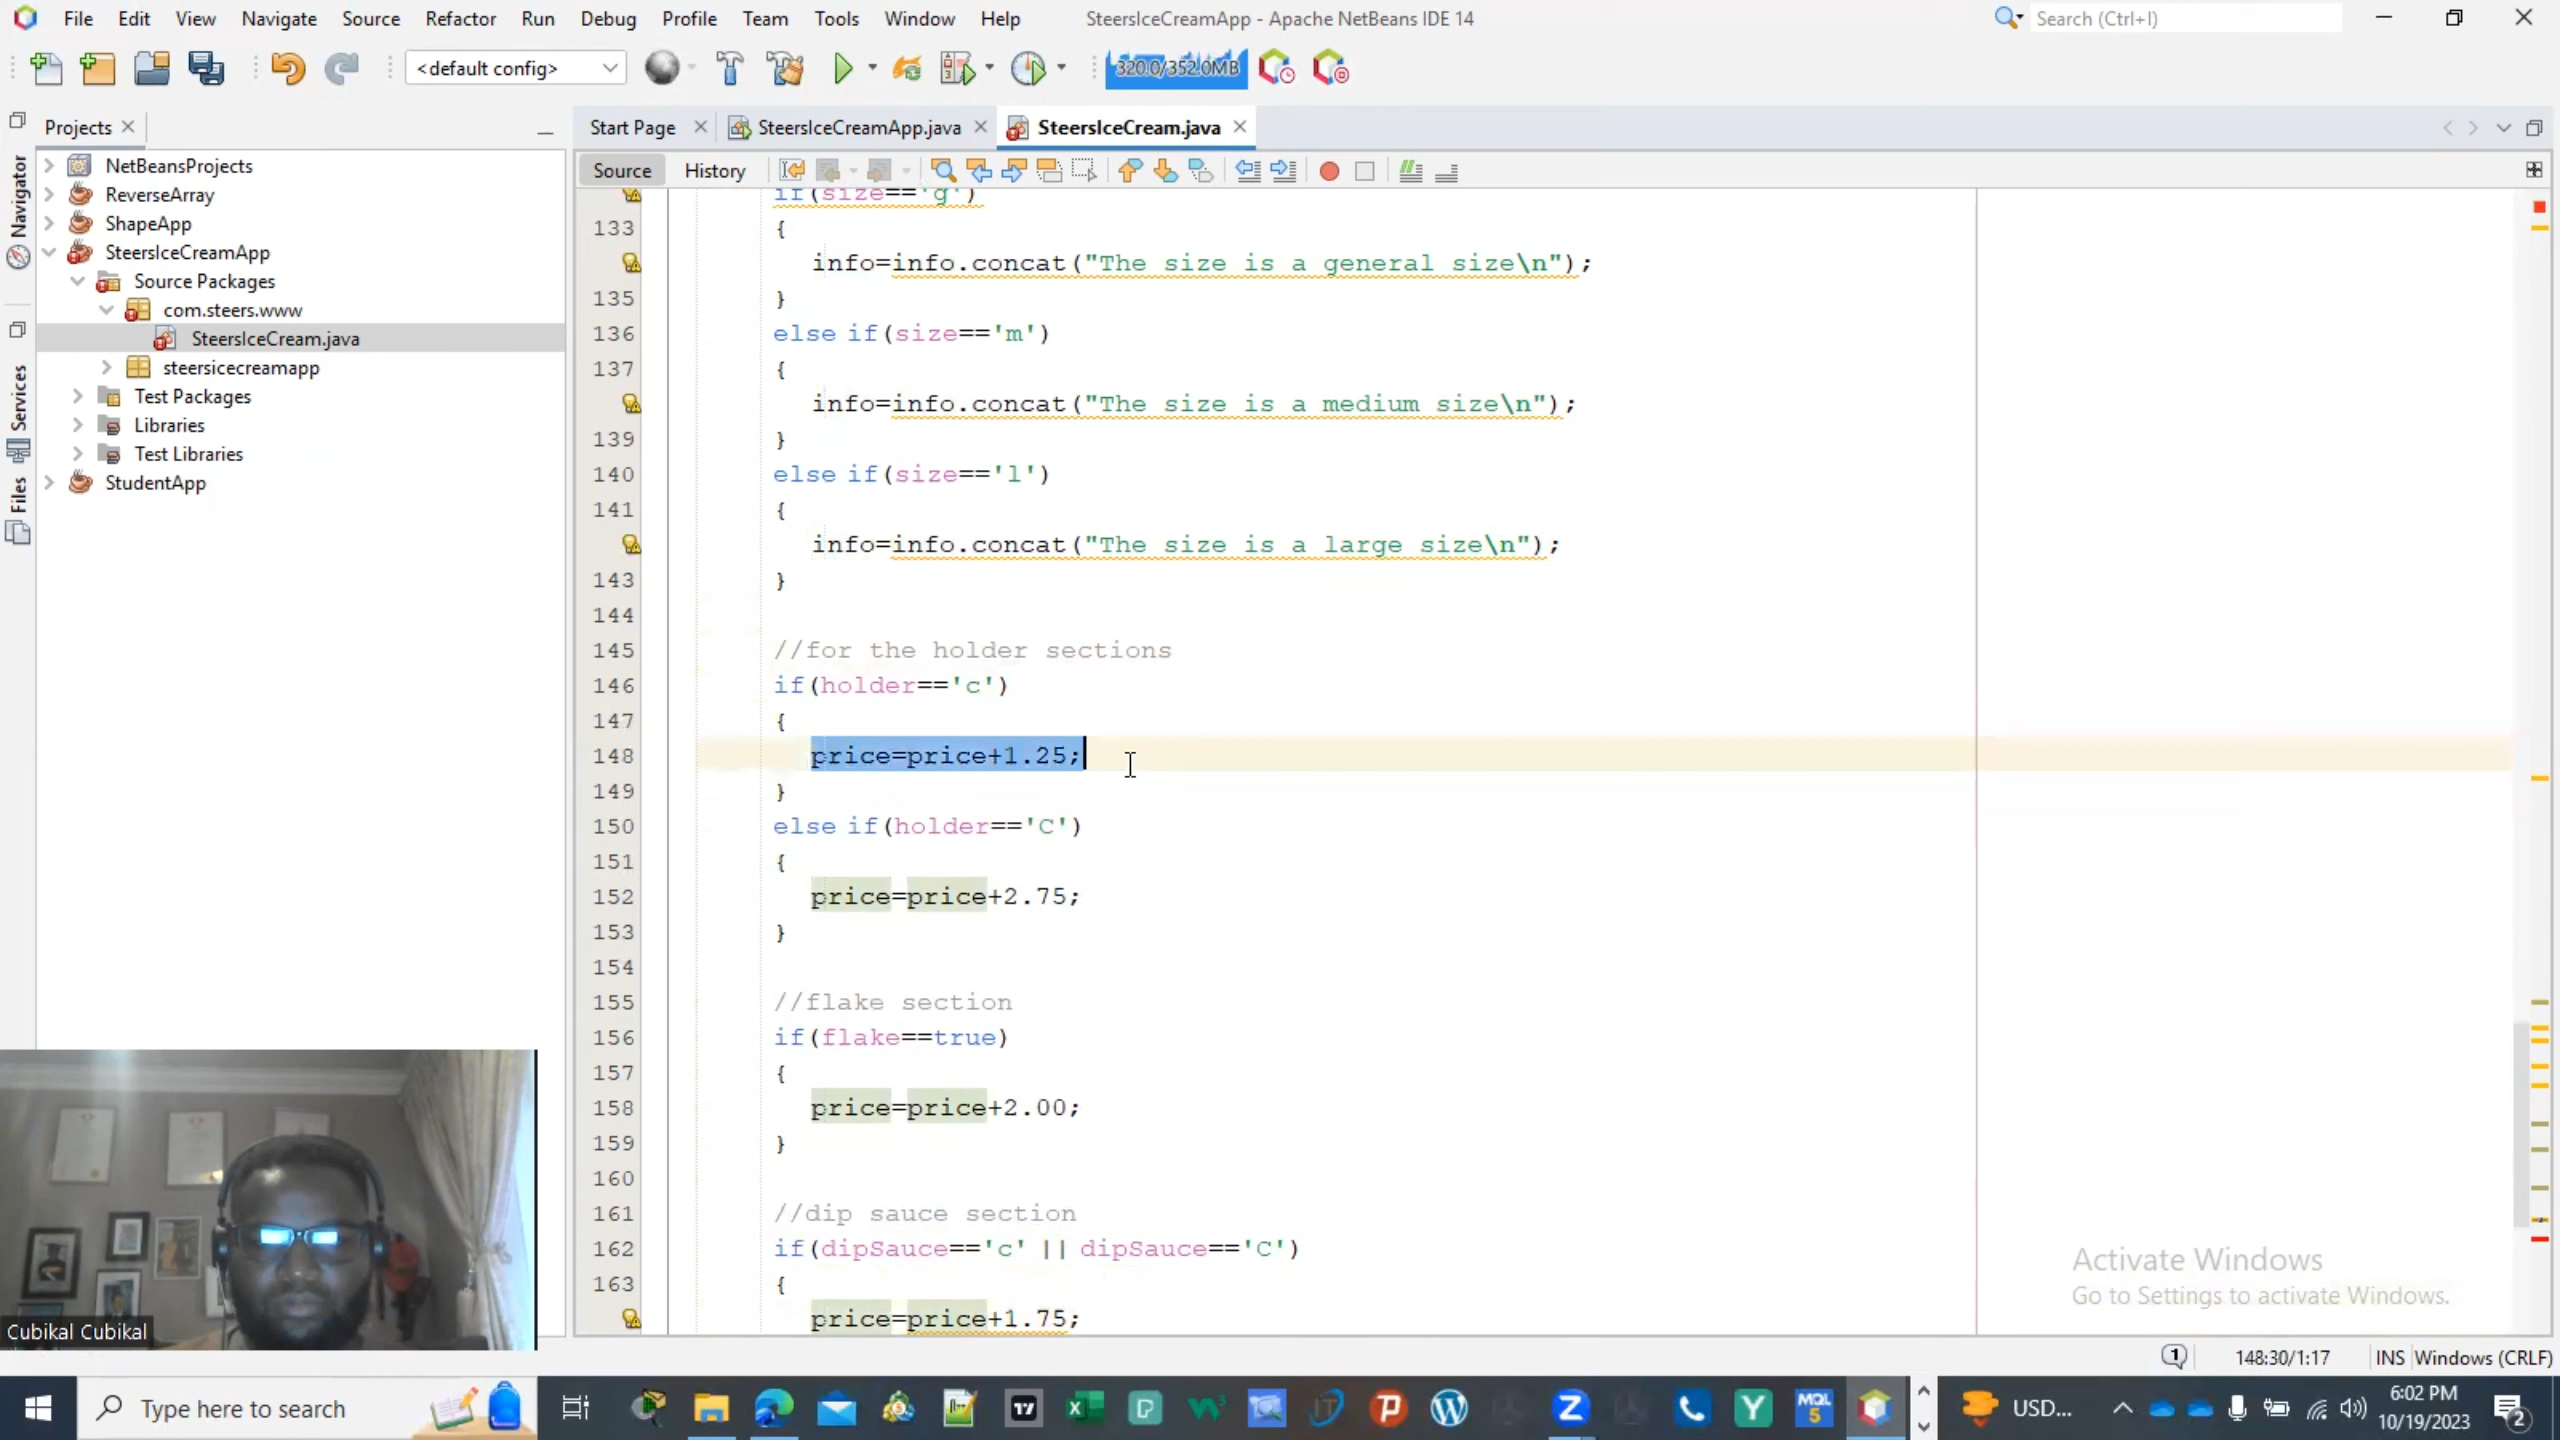 File Edit View Navigate Source Refactor Run Debug Profile Team Tools Window Help
SteersIceCreamApp - Apache NetBeans IDE 14
Search (Ctrl+I)
<default config>
320.0/352.0MB
Projects
Start Page
SteersIceCreamApp.java
SteersIceCream.java
Navigator
Services
Files
NetBeansProjects
ReverseArray
ShapeApp
SteersIceCreamApp
Source Packages
com.steers.www
SteersIceCream.java
steersicecreamapp
Test Packages
Libraries
Test Libraries
StudentApp
Source
History
if(size=='g')
133 {
info=info.concat("The size is a general size\n");
135 }
136 else if(size=='m')
137 {
info=info.concat("The size is a medium size\n");
139 }
140 else if(size=='l')
141 {
info=info.concat("The size is a large size\n");
143 }
144
145 //for the holder sections
146 if(holder=='c')
147 {
148 price=price+1.25;
149 }
150 else if(holder=='C')
151 {
152 price=price+2.75;
153 }
154
155 //flake section
156 if(flake==true)
157 {
158 price=price+2.00;
159 }
160
161 //dip sauce section
162 if(dipSauce=='c' || dipSauce=='C')
163 {
price=price+1.75;
Activate Windows
Go to Settings to activate Windows.
Cubikal Cubikal
1
148:30/1:17
INS
Windows (CRLF)
Type here to search
USD...
6:02 PM
10/19/2023
2